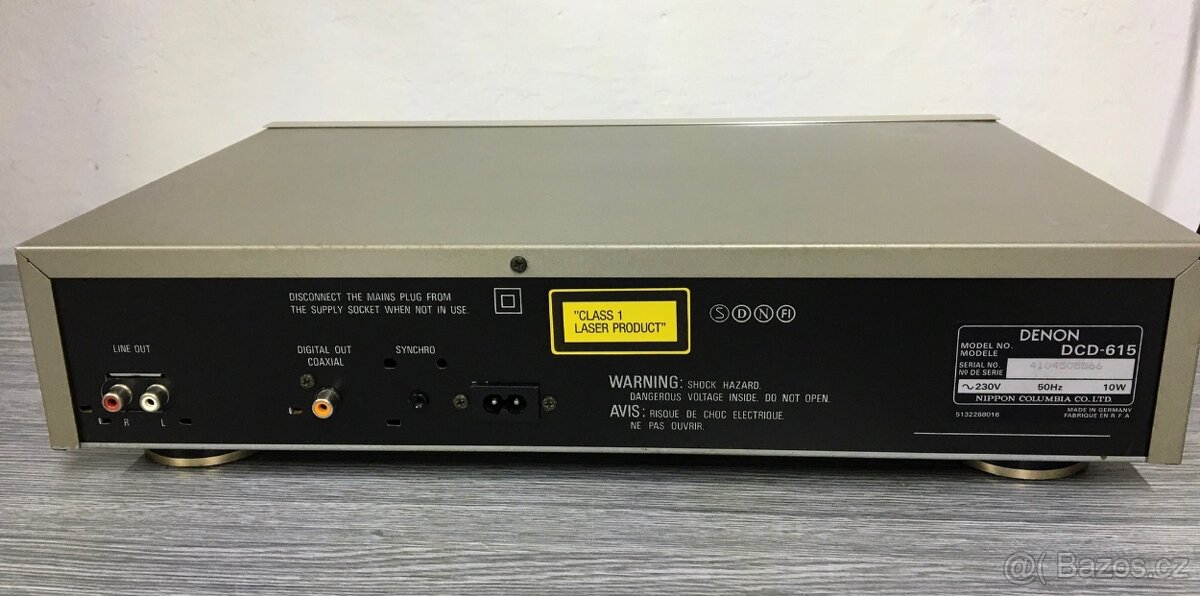 DISCONNECT THE MAINS PLUG FROM
THE SUPPLY SOCKET WHEN NOT IN USE.
"CLASS 1
LASER PRODUCT"
S D N FI
LINE OUT
R L
DIGITAL OUT
COAXIAL
SYNCHRO
WARNING: SHOCK HAZARD.
DANGEROUS VOLTAGE INSIDE. DO NOT OPEN.
AVIS: RISQUE DE CHOC ELECTRIQUE.
NE PAS OUVRIR.
DENON
MODEL NO.
MODELE
DCD-615
SERIAL NO.
Nº DE SERIE
4104505566
~230V 50Hz 10W
NIPPON COLUMBIA CO. LTD.
5132268016
MADE IN GERMANY
FABRIQUE EN R.F.A
@( Bazos.cz